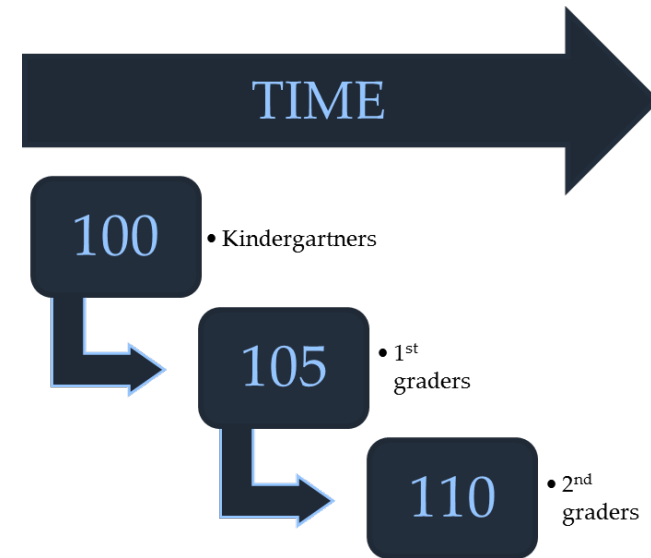 TIME
100
• Kindergartners
105
• 1st
graders
110
• 2nd
graders